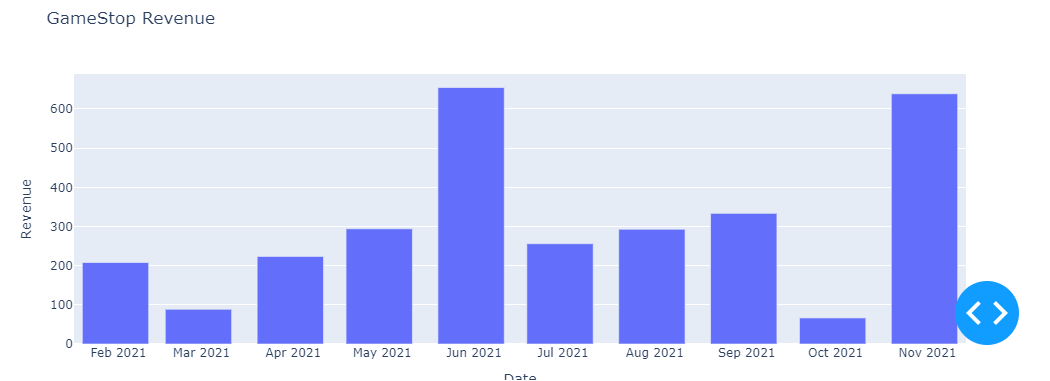 GameStop Revenue
Revenue
600
500
400
300
200
100
0
Feb 2021 Mar 2021 Apr 2021 May 2021 Jun 2021 Jul 2021 Aug 2021 Sep 2021 Oct 2021 Nov 2021
Date